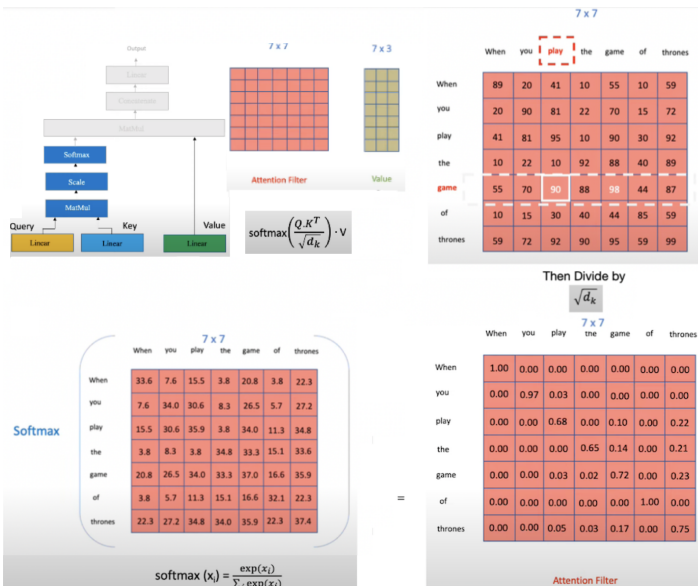 Output
Linear
Concatenate
MatMul
Softmax
Scale
MatMul
Query
Key
Value
Linear
Linear
Linear
7 x 7
7 x 3
Attention Filter
Value
softmax(Q.K^T / √d_k) · V
7 x 7
When you play the game of thrones
When 89 20 41 10 55 10 59
you 20 90 81 22 70 15 72
play 41 81 95 10 90 30 92
the 10 22 10 92 88 40 89
game 55 70 90 88 98 44 87
of 10 15 30 40 44 85 59
thrones 59 72 92 90 95 59 99
Then Divide by
√d_k
Softmax
7 x 7
When you play the game of thrones
When 33.6 7.6 15.5 3.8 20.8 3.8 22.3
you 7.6 34.0 30.6 8.3 26.5 5.7 27.2
play 15.5 30.6 35.9 3.8 34.0 11.3 34.8
the 3.8 8.3 3.8 34.8 33.3 15.1 33.6
game 20.8 26.5 34.0 33.3 37.0 16.6 35.9
of 3.8 5.7 11.3 15.1 16.6 32.1 22.3
thrones 22.3 27.2 34.8 34.0 35.9 22.3 37.4
softmax (x_i) = exp(x_i) / Σ exp(x_i)
=
7 x 7
When you play the game of thrones
When 1.00 0.00 0.00 0.00 0.00 0.00 0.00
you 0.00 0.97 0.03 0.00 0.00 0.00 0.00
play 0.00 0.00 0.68 0.00 0.10 0.00 0.22
the 0.00 0.00 0.00 0.65 0.14 0.00 0.21
game 0.00 0.00 0.03 0.02 0.72 0.00 0.23
of 0.00 0.00 0.00 0.00 0.00 1.00 0.00
thrones 0.00 0.00 0.05 0.03 0.17 0.00 0.75
Attention Filter